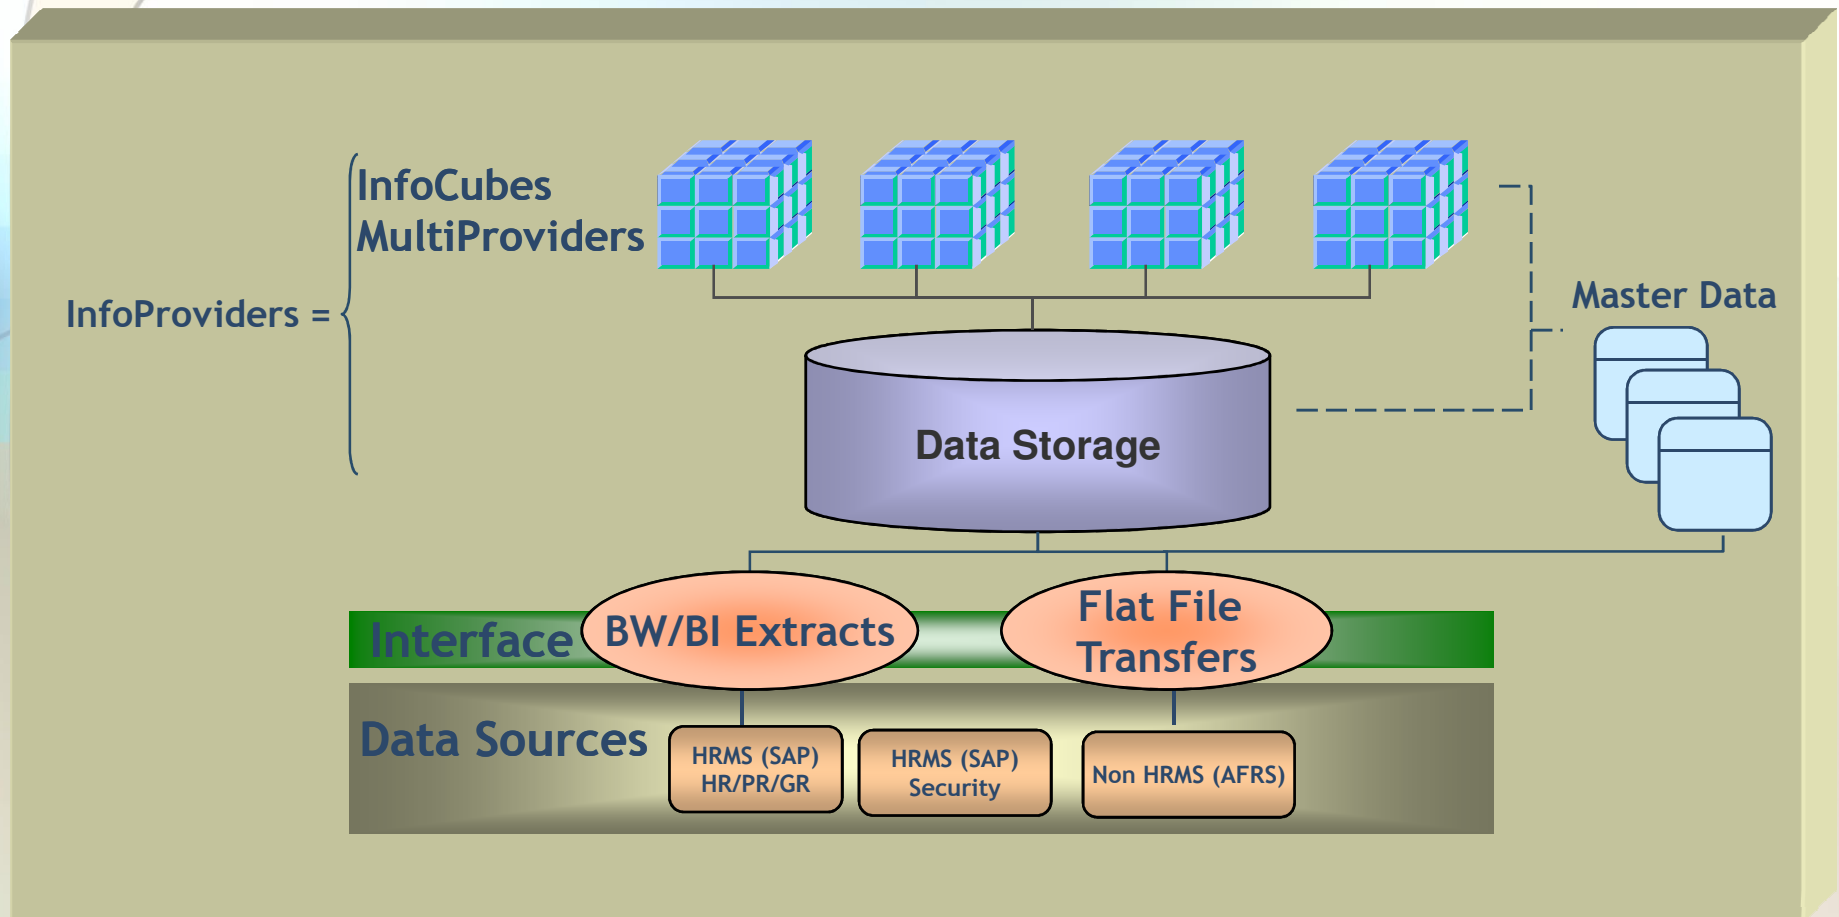 InfoCubes
MultiProviders
InfoProviders =
Master Data
Data Storage
Interface
BW/BI Extracts
Flat File
Transfers
Data Sources
HRMS (SAP)
HR/PR/GR
HRMS (SAP)
Security
Non HRMS (AFRS)